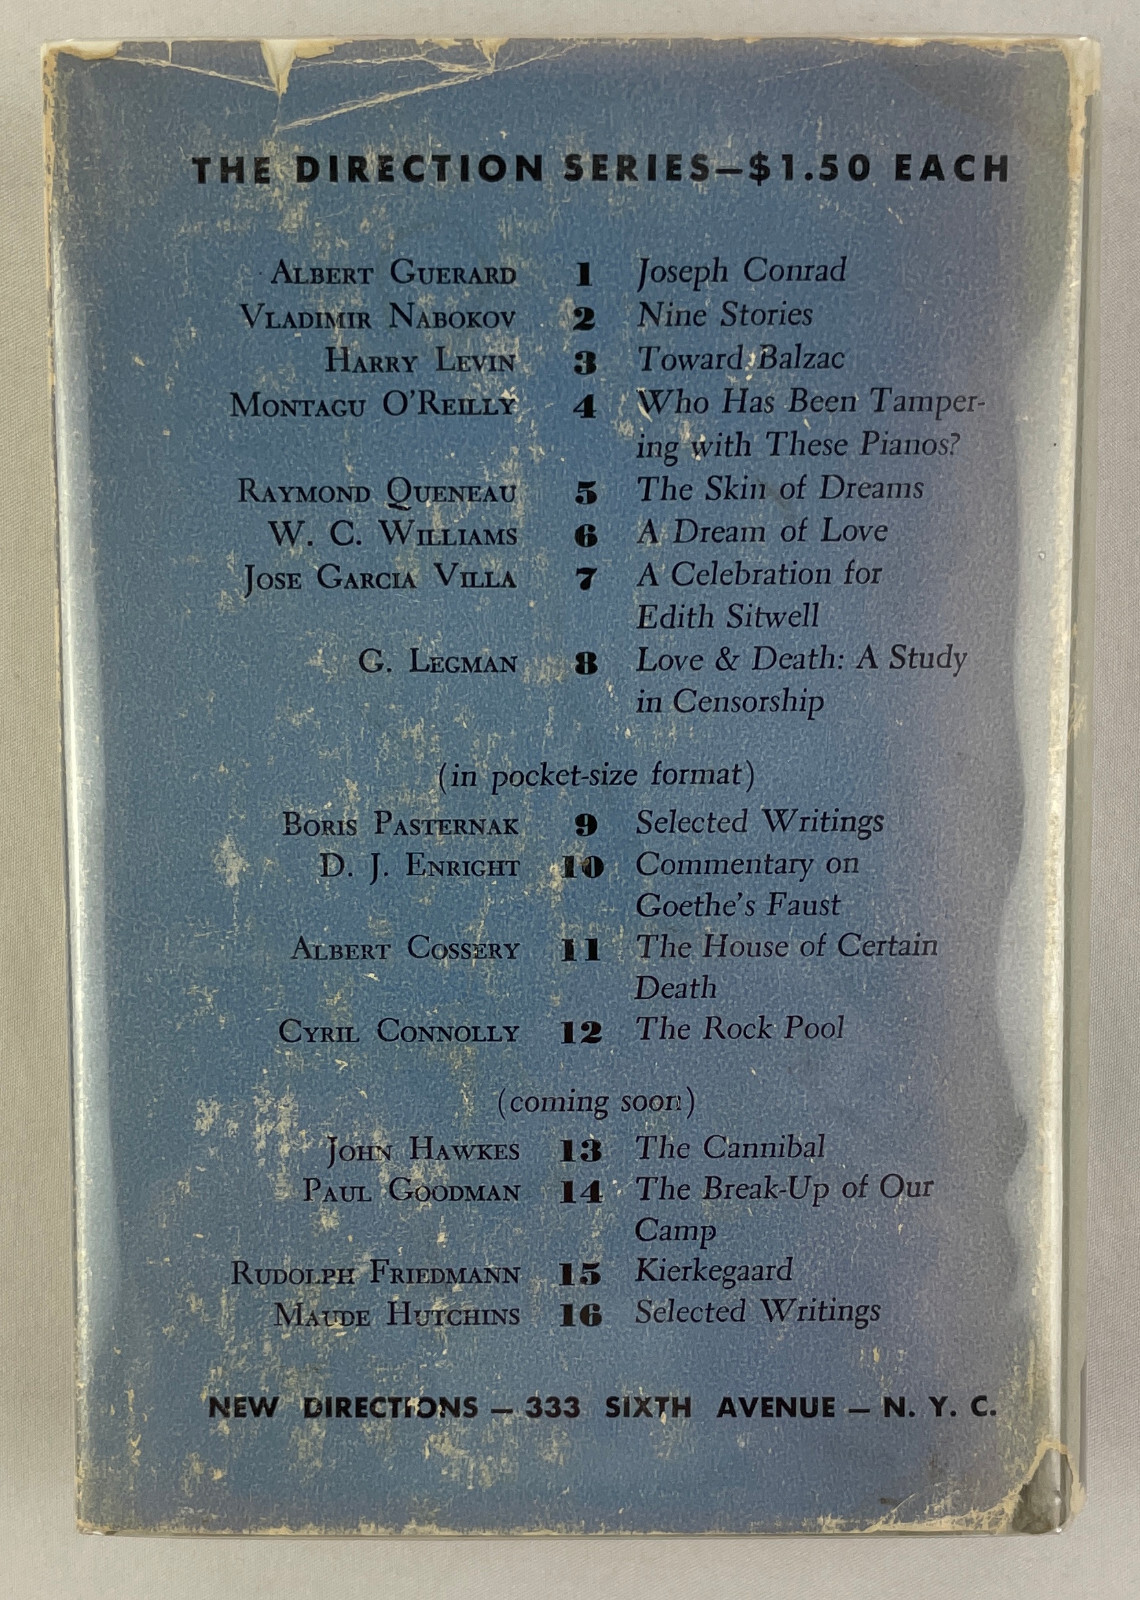 THE DIRECTION SERIES—$1.50 EACH
ALBERT GUERARD 1 Joseph Conrad
VLADIMIR NABOKOV 2 Nine Stories
HARRY LEVIN 3 Toward Balzac
MONTAGU O'REILLY 4 Who Has Been Tamper-
ing with These Pianos?
RAYMOND QUENEAU 5 The Skin of Dreams
W. C. WILLIAMS 6 A Dream of Love
JOSE GARCIA VILLA 7 A Celebration for
Edith Sitwell
G. LEGMAN 8 Love & Death: A Study
in Censorship
(in pocket-size format)
BORIS PASTERNAK 9 Selected Writings
D. J. ENRIGHT 10 Commentary on
Goethe's Faust
ALBERT COSSERY 11 The House of Certain
Death
CYRIL CONNOLLY 12 The Rock Pool
(coming soon)
JOHN HAWKES 13 The Cannibal
PAUL GOODMAN 14 The Break-Up of Our
Camp
RUDOLPH FRIEDMANN 15 Kierkegaard
MAUDE HUTCHINS 16 Selected Writings
NEW DIRECTIONS — 333 SIXTH AVENUE — N. Y. C.